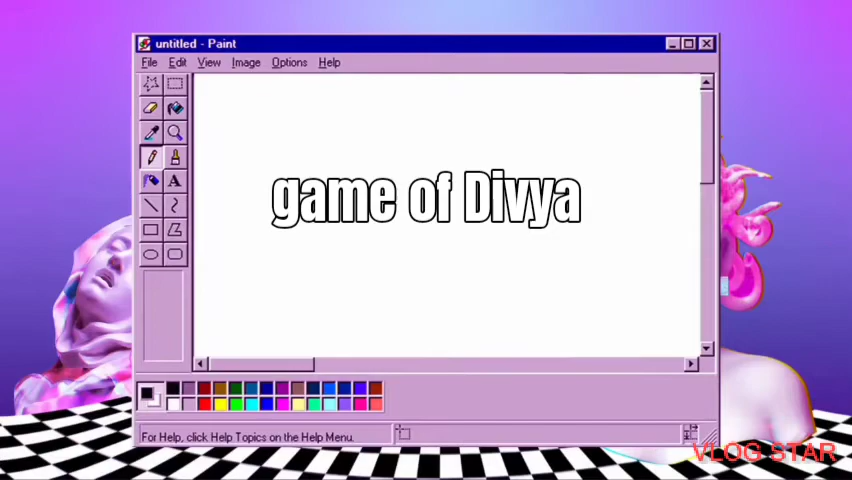 untitled - Paint
File Edit View Image Options Help
A
game of Divya
For Help, click Help Topics on the Help Menu.
VLOG STAR